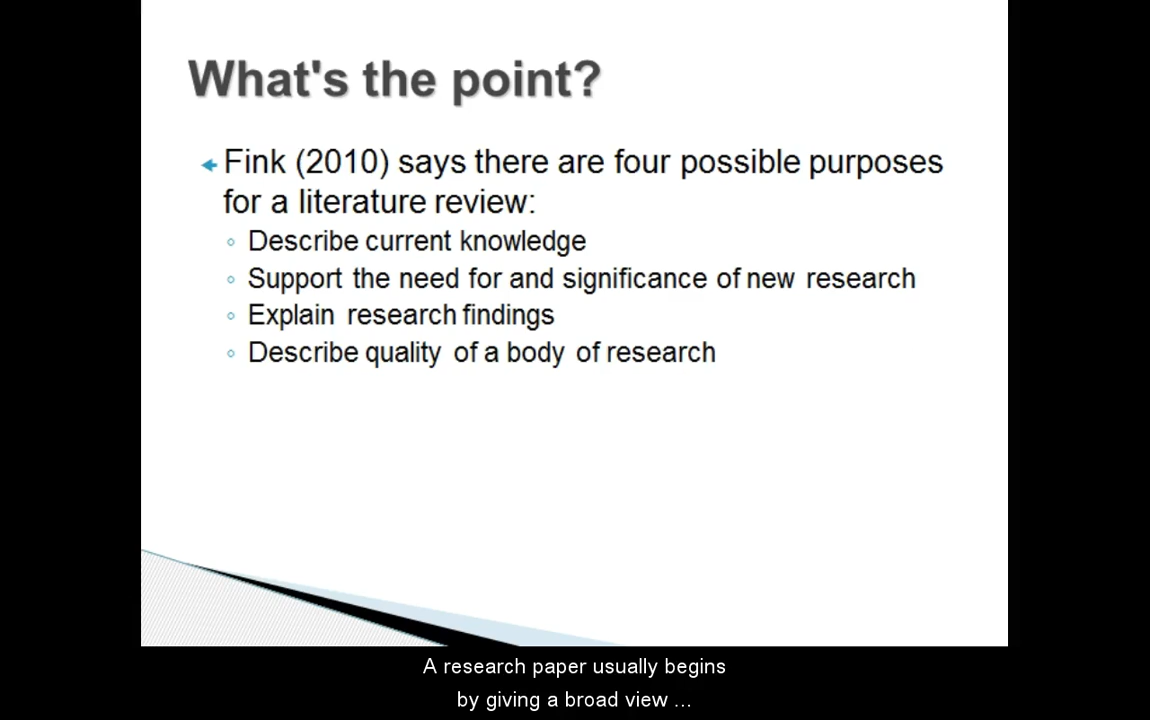 What's the point?
Fink (2010) says there are four possible purposes
for a literature review:
Describe current knowledge
Support the need for and significance of new research
Explain research findings
Describe quality of a body of research
A research paper usually begins
by giving a broad view ...